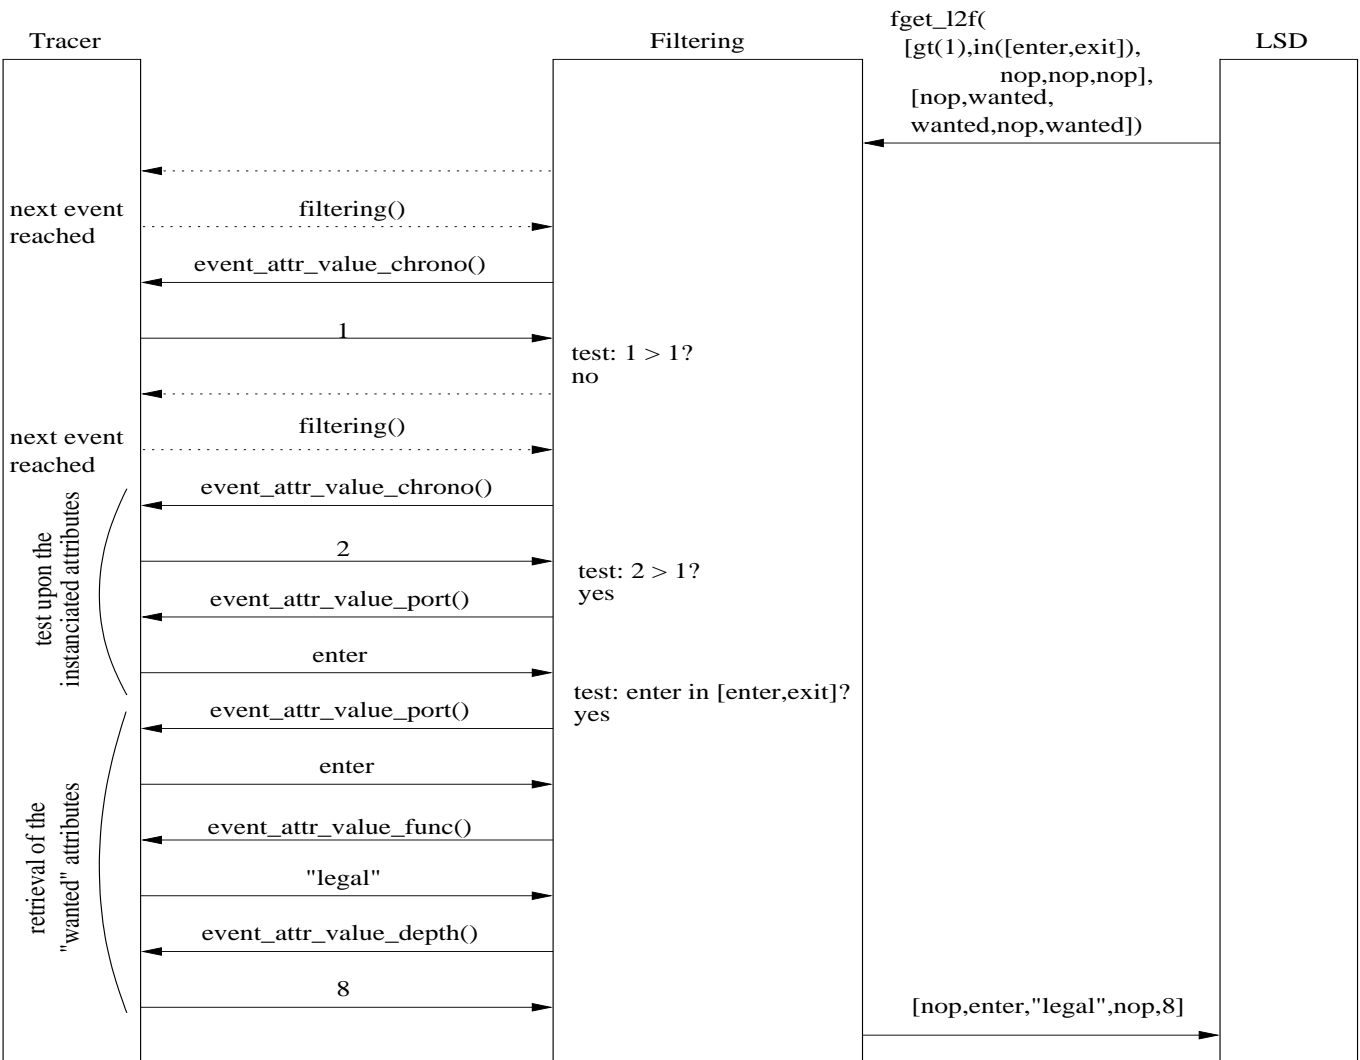 Tracer
Filtering
LSD
fget_l2f(
[gt(1),in([enter,exit]),
nop,nop,nop],
[nop,wanted,
wanted,nop,wanted])
next event
reached
filtering()
event_attr_value_chrono()
1
test: 1 > 1?
no
next event
reached
filtering()
event_attr_value_chrono()
2
test: 2 > 1?
yes
event_attr_value_port()
enter
test: enter in [enter,exit]?
yes
test upon the
instanciated attributes
event_attr_value_port()
enter
event_attr_value_func()
"legal"
event_attr_value_depth()
8
retrieval of the
"wanted" attributes
[nop,enter,"legal",nop,8]